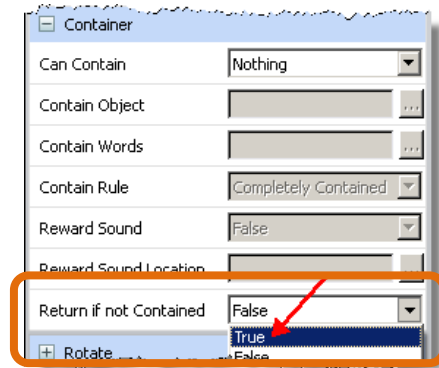 Container
Can Contain Nothing
Contain Object ...
Contain Words ...
Contain Rule Completely Contained
Reward Sound False
Reward Sound Location ...
Return if not Contained False
True
Rotate False